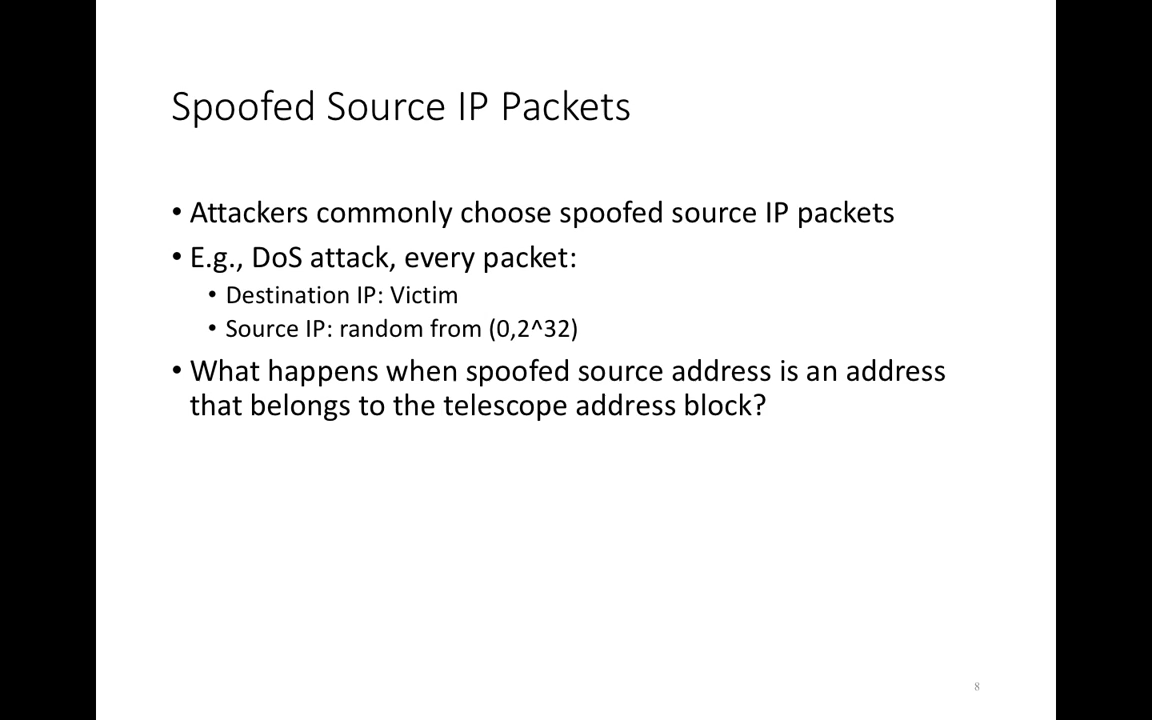 Spoofed Source IP Packets
• Attackers commonly choose spoofed source IP packets
• E.g., DoS attack, every packet:
• Destination IP: Victim
• Source IP: random from (0,2^32)
• What happens when spoofed source address is an address
that belongs to the telescope address block?
8